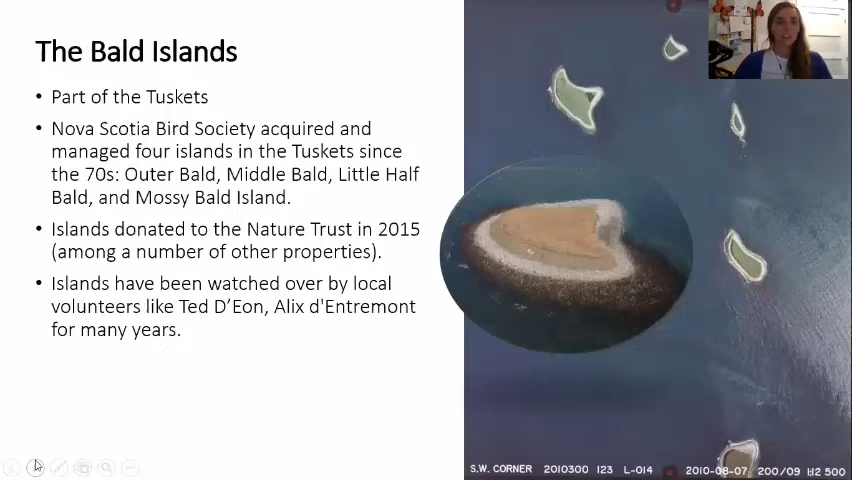 The Bald Islands
• Part of the Tuskets
• Nova Scotia Bird Society acquired and
managed four islands in the Tuskets since
the 70s: Outer Bald, Middle Bald, Little Half
Bald, and Mossy Bald Island.
• Islands donated to the Nature Trust in 2015
(among a number of other properties).
• Islands have been watched over by local
volunteers like Ted D’Eon, Alix d'Entremont
for many years.
S.W. CORNER 2010300 123 L-014 2010-08-07 200/09 1:12 500